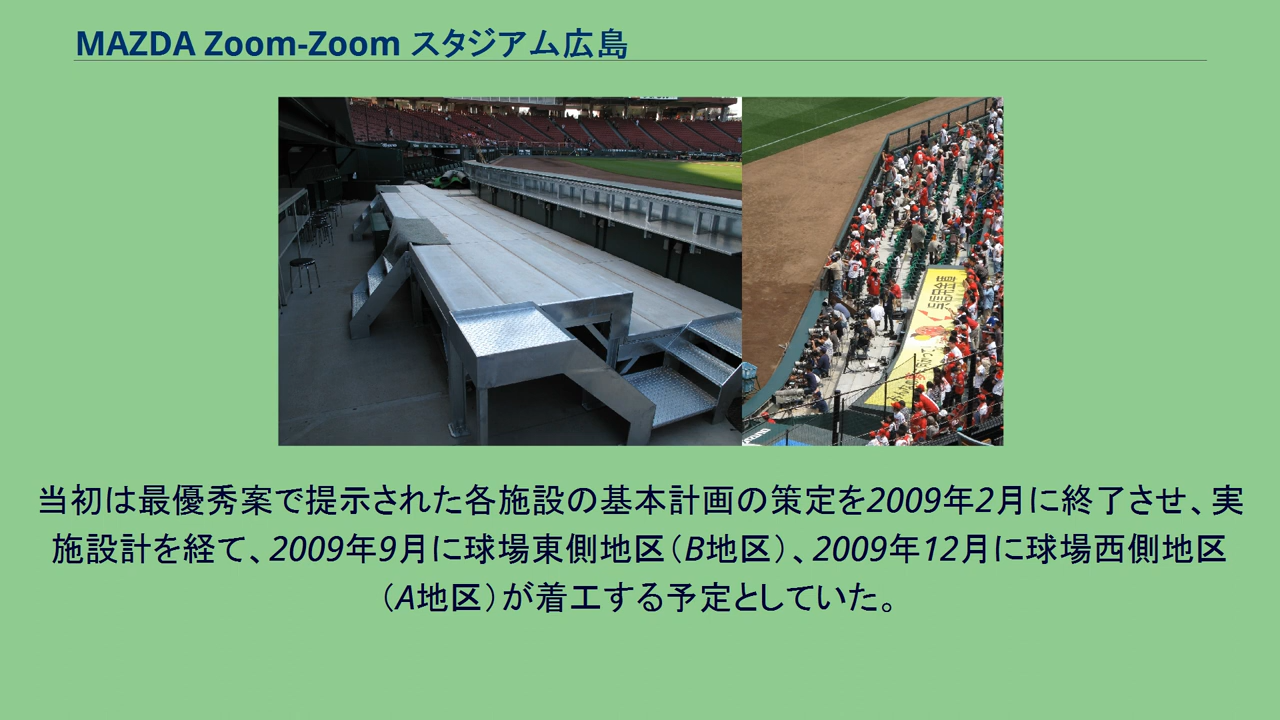 MAZDA Zoom-Zoom スタジアム広島
当初は最優秀案で提示された各施設の基本計画の策定を2009年2月に終了させ、実
施設計を経て、2009年9月に球場東側地区（B地区）、2009年12月に球場西側地区
（A地区）が着工する予定としていた。